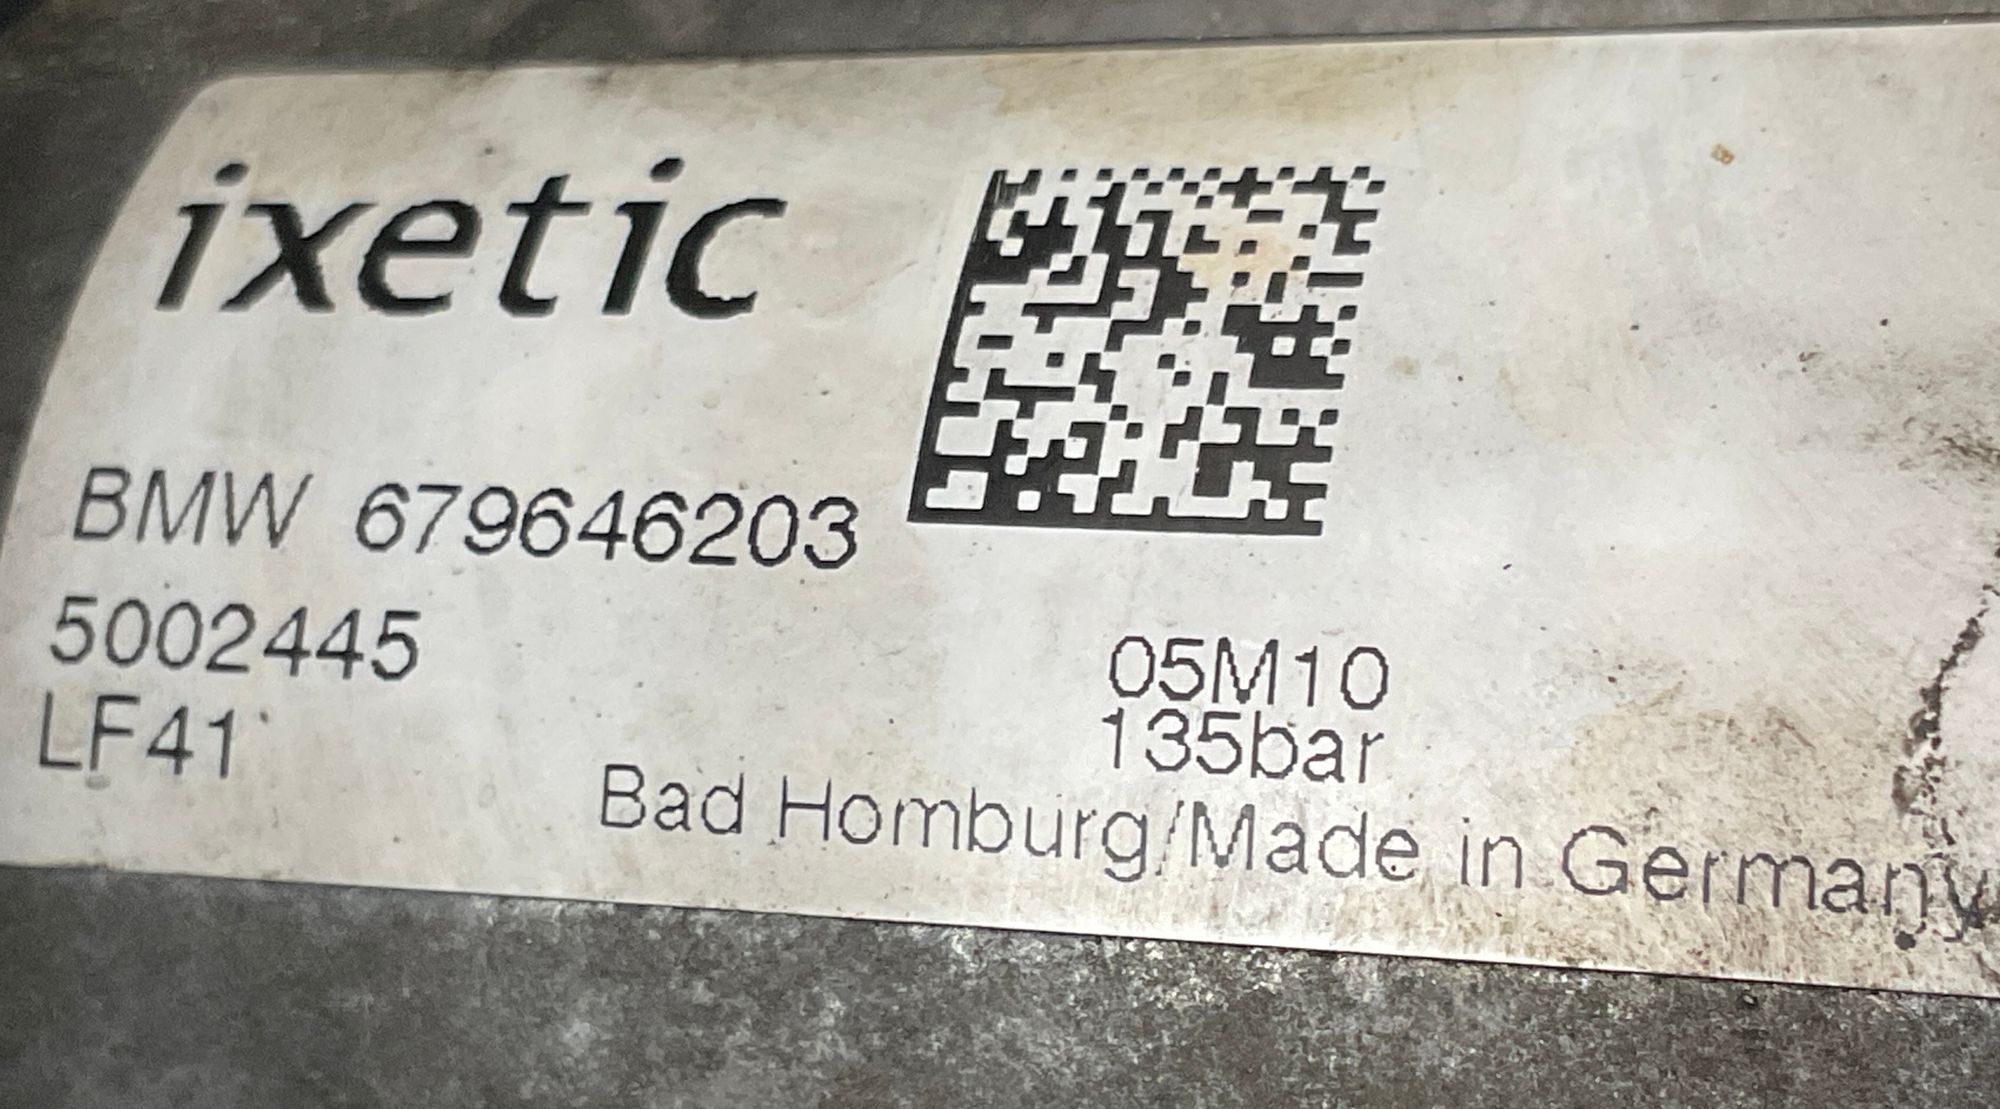 ixetic
BMW 679646203
5002445
LF41
05M10
135bar
Bad Homburg/Made in Germany